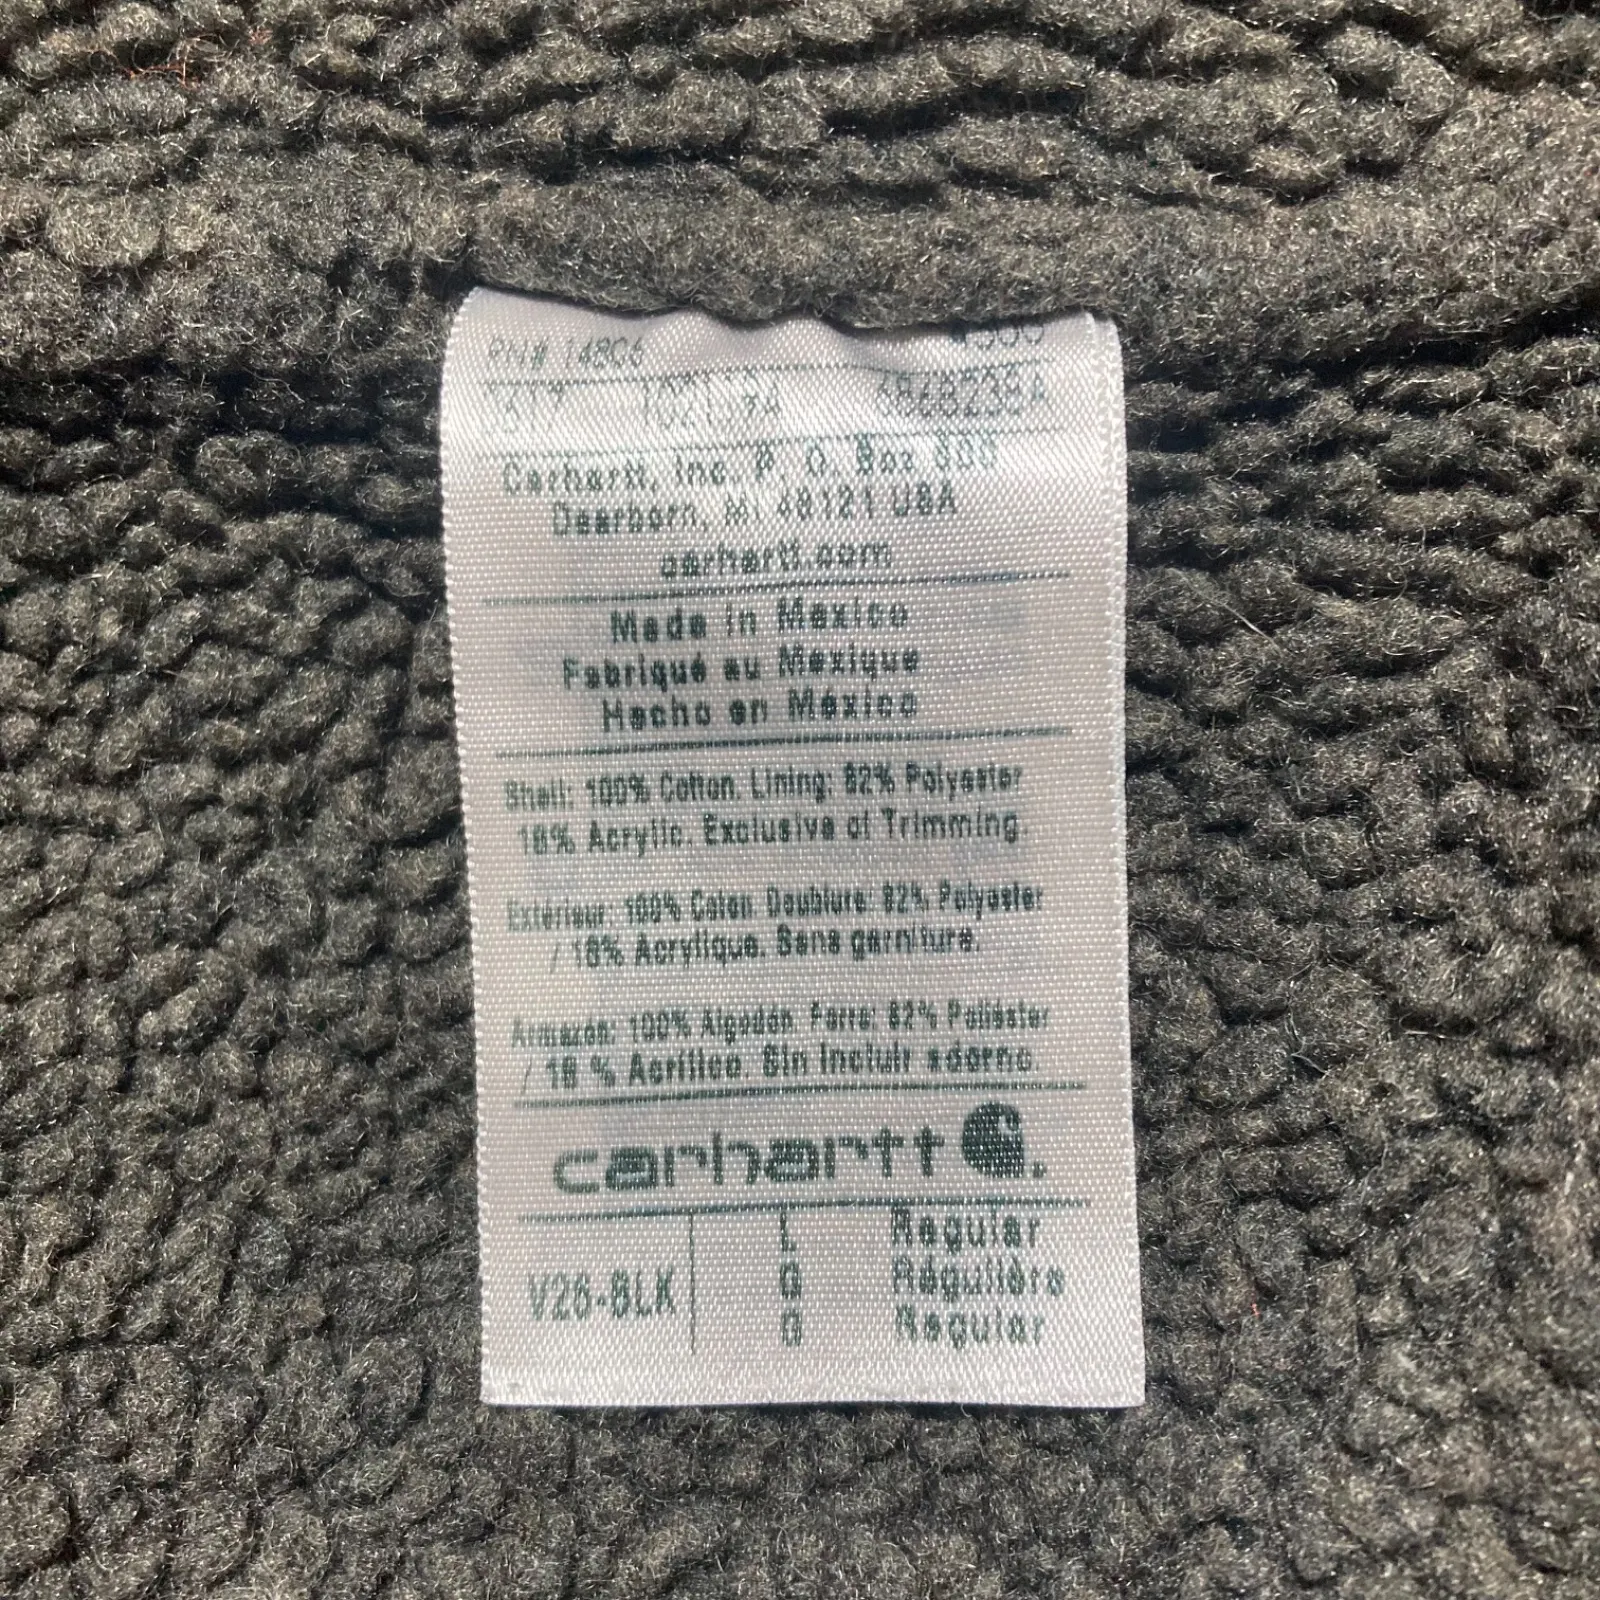 RN# 14806
Carhartt, Inc. P. O. Box 600
Dearborn, MI 48121 USA
carhartt.com
Made in Mexico
Fabriqué au Mexique
Hecho en México
Shell: 100% Cotton. Lining: 82% Polyester
18% Acrylic. Exclusive of Trimming.
Extérieur: 100% Coton. Doublure: 82% Polyester
/ 18% Acrylique. Sans garniture.
Armazon: 100% Algodón. Forro: 82% Poliéster
/ 18 % Acrílico. Sin incluir adorno.
carhartt
V26-BLK
L Regular
G Régulière
G Regular